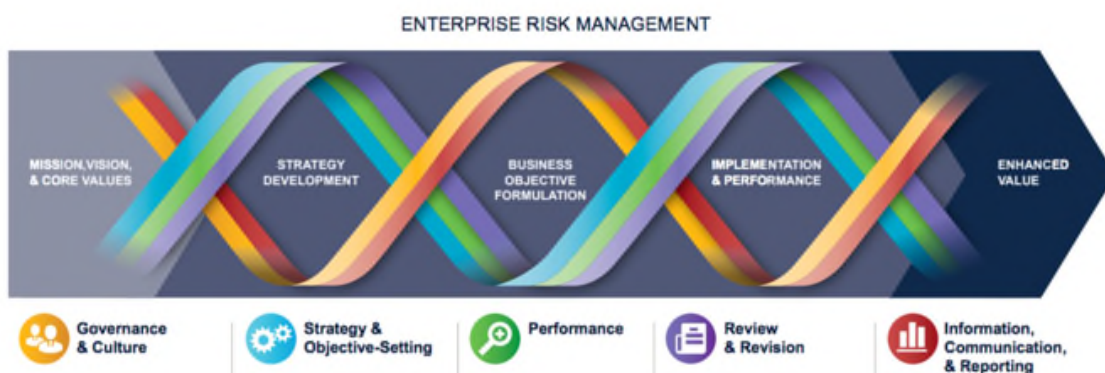 ENTERPRISE RISK MANAGEMENT
MISSION, VISION,
& CORE VALUES
STRATEGY
DEVELOPMENT
BUSINESS
OBJECTIVE
FORMULATION
IMPLEMENTATION
& PERFORMANCE
ENHANCED
VALUE
Governance
& Culture
Strategy &
Objective-Setting
Performance
Review
& Revision
Information,
Communication,
& Reporting